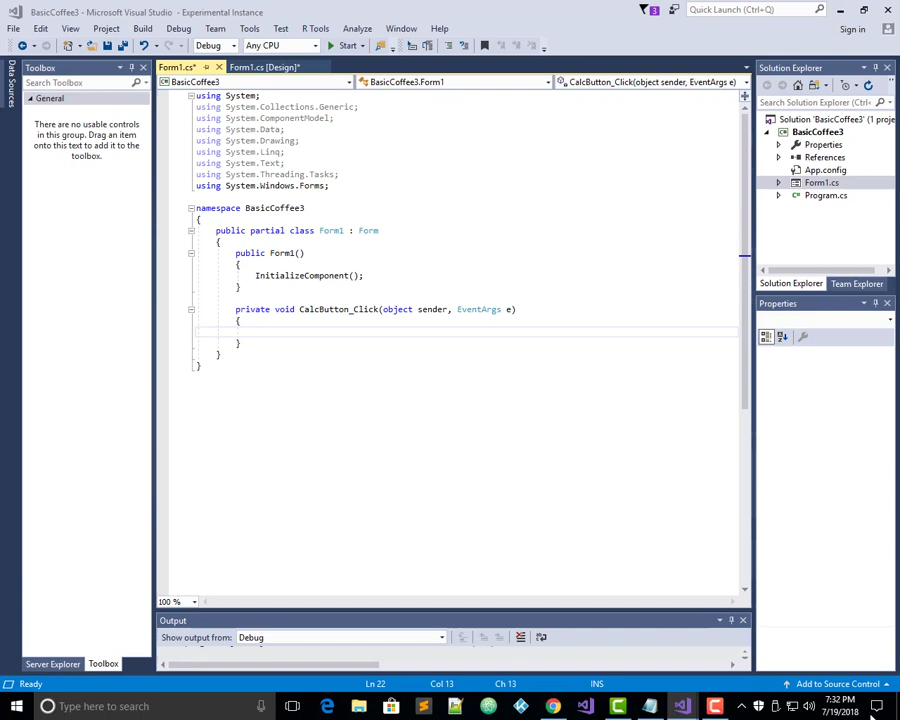 BasicCoffee3 - Microsoft Visual Studio - Experimental Instance
3
Quick Launch (Ctrl+Q)
File Edit View Project Build Debug Team Tools Test R Tools Analyze Window Help
Sign in
Debug Any CPU Start
Data Sources
Toolbox
Search Toolbox
General
There are no usable controls
in this group. Drag an item
onto this text to add it to the
toolbox.
Server Explorer Toolbox
Form1.cs* Form1.cs [Design]*
BasicCoffee3 BasicCoffee3.Form1 CalcButton_Click(object sender, EventArgs e)
using System;
using System.Collections.Generic;
using System.ComponentModel;
using System.Data;
using System.Drawing;
using System.Linq;
using System.Text;
using System.Threading.Tasks;
using System.Windows.Forms;
namespace BasicCoffee3
{
public partial class Form1 : Form
{
public Form1()
{
InitializeComponent();
}
private void CalcButton_Click(object sender, EventArgs e)
{
}
}
}
100 %
Output
Show output from: Debug
Solution Explorer
Search Solution Explorer (Ctrl+
Solution 'BasicCoffee3' (1 proje
BasicCoffee3
Properties
References
App.config
Form1.cs
Program.cs
Solution Explorer Team Explorer
Properties
Ready Ln 22 Col 13 Ch 13 INS Add to Source Control
Type here to search
7:32 PM
7/19/2018